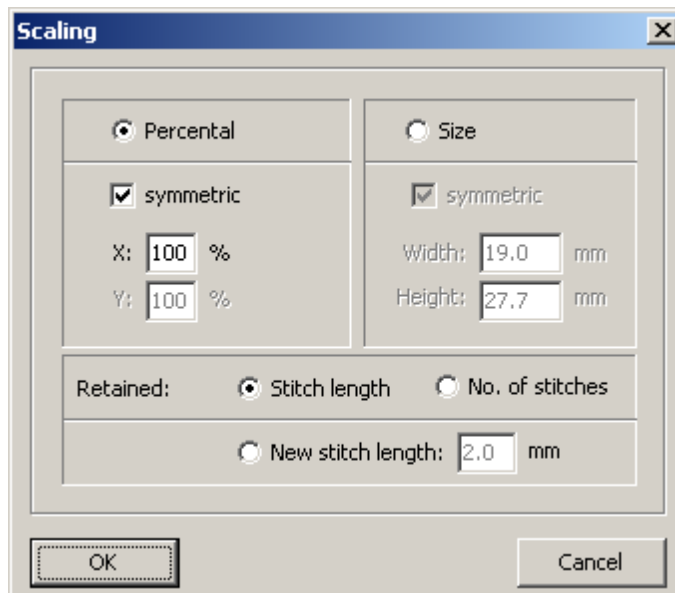 Scaling
Percental
Size
symmetric
symmetric
X: 100 %
Width: 19.0 mm
Y: 100 %
Height: 27.7 mm
Retained: Stitch length No. of stitches
New stitch length: 2.0 mm
OK
Cancel